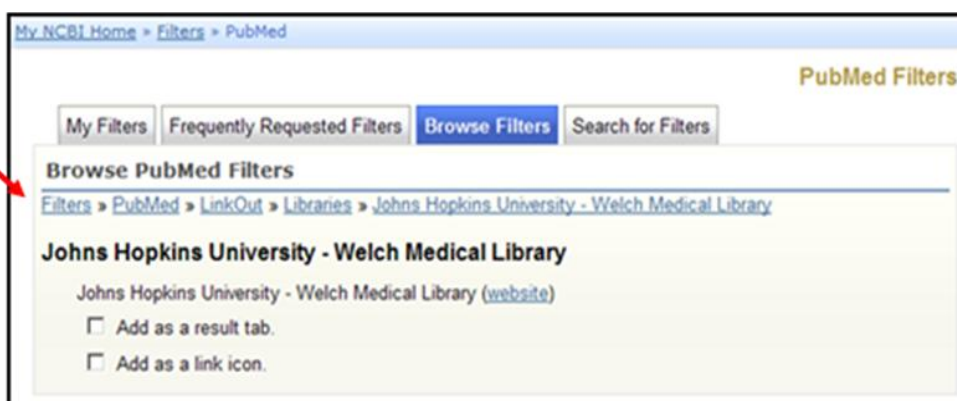 My NCBI Home » Filters » PubMed
PubMed Filters
My Filters Frequently Requested Filters Browse Filters Search for Filters
Browse PubMed Filters
Filters » PubMed » LinkOut » Libraries » Johns Hopkins University - Welch Medical Library
Johns Hopkins University - Welch Medical Library
Johns Hopkins University - Welch Medical Library (website)
Add as a result tab.
Add as a link icon.